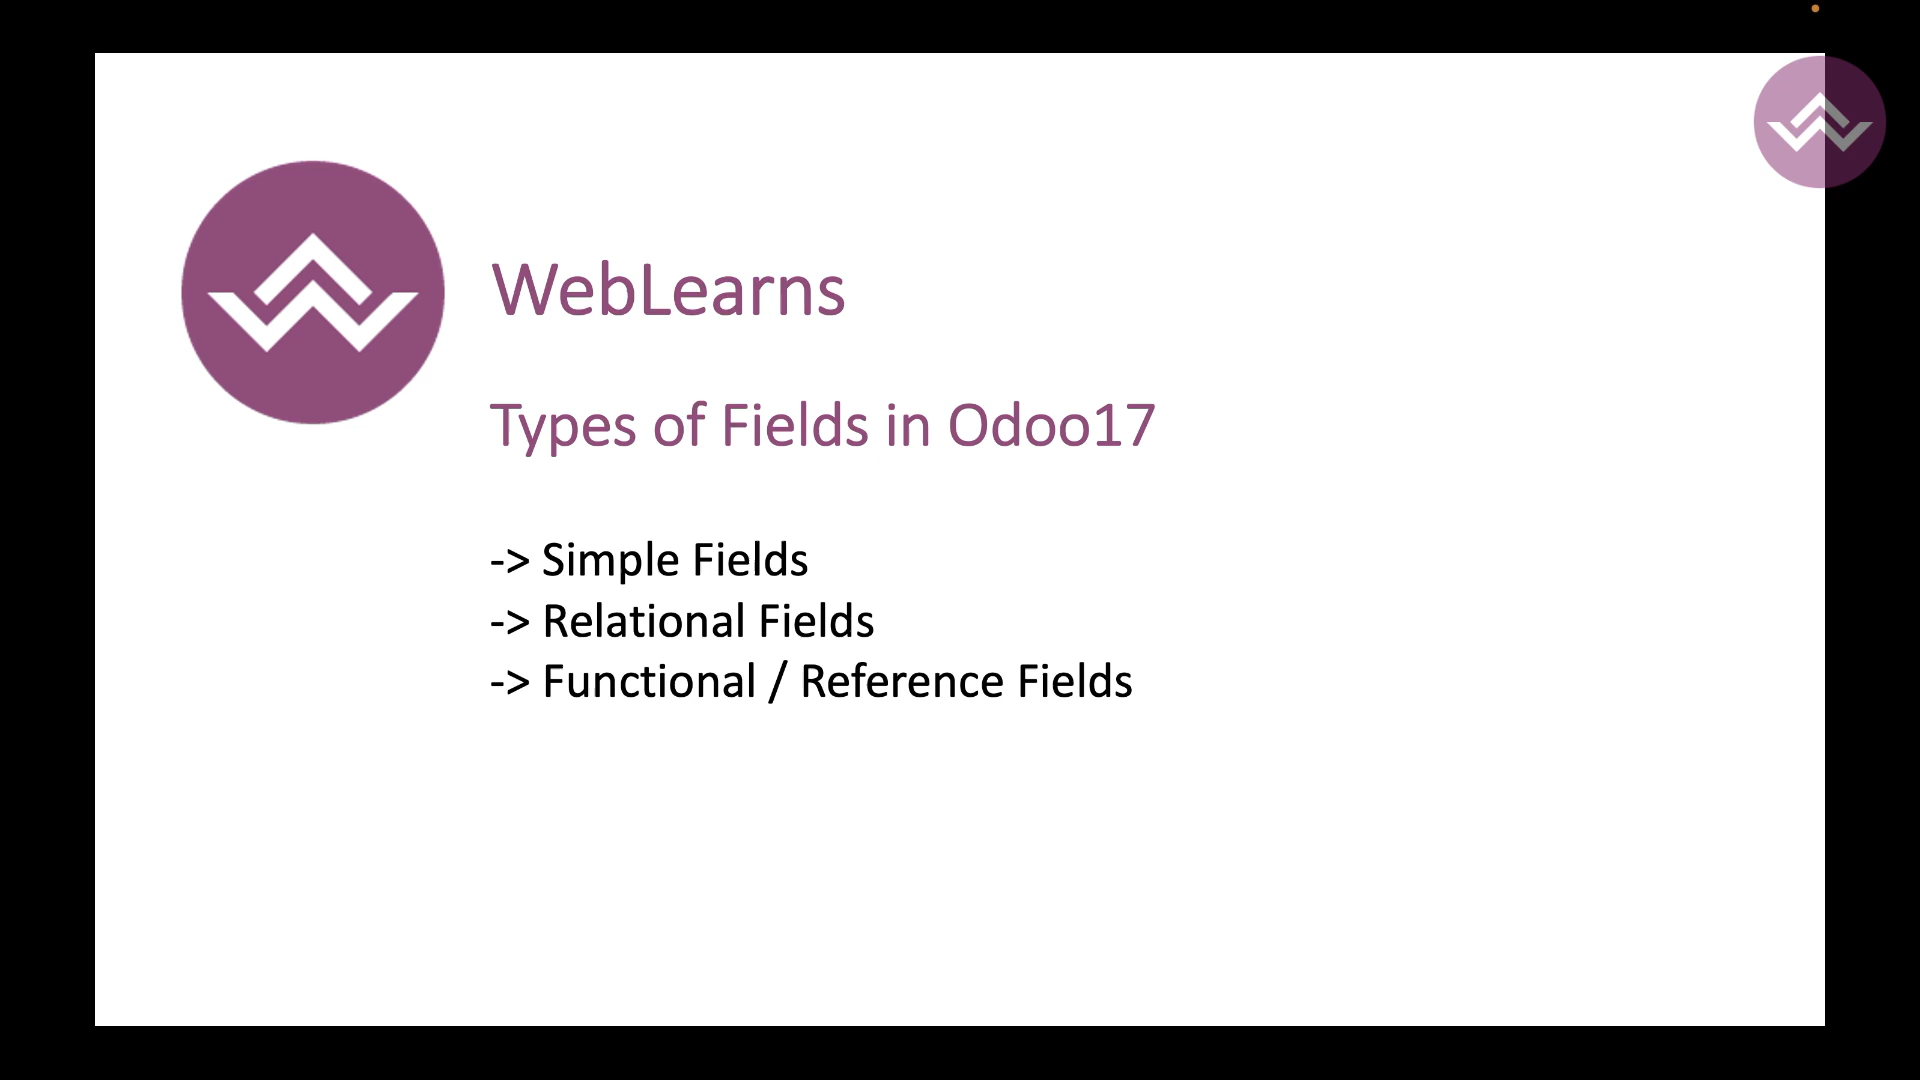 WebLearns
Types of Fields in Odoo17
-> Simple Fields
-> Relational Fields
-> Functional / Reference Fields